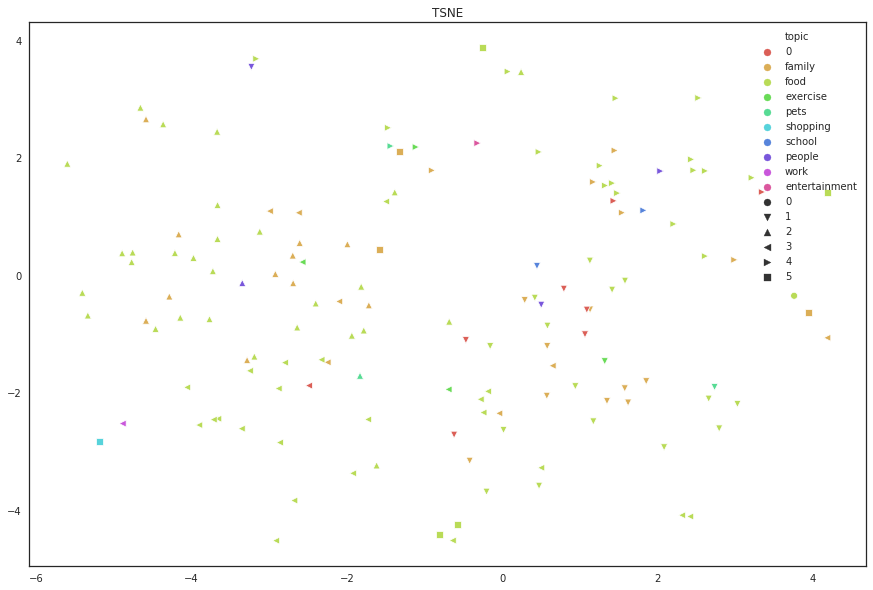 TSNE
4
2
0
−2
−4
−6
−4
−2
0
2
4
topic
0
family
food
exercise
pets
shopping
school
people
work
entertainment
0
1
2
3
4
5